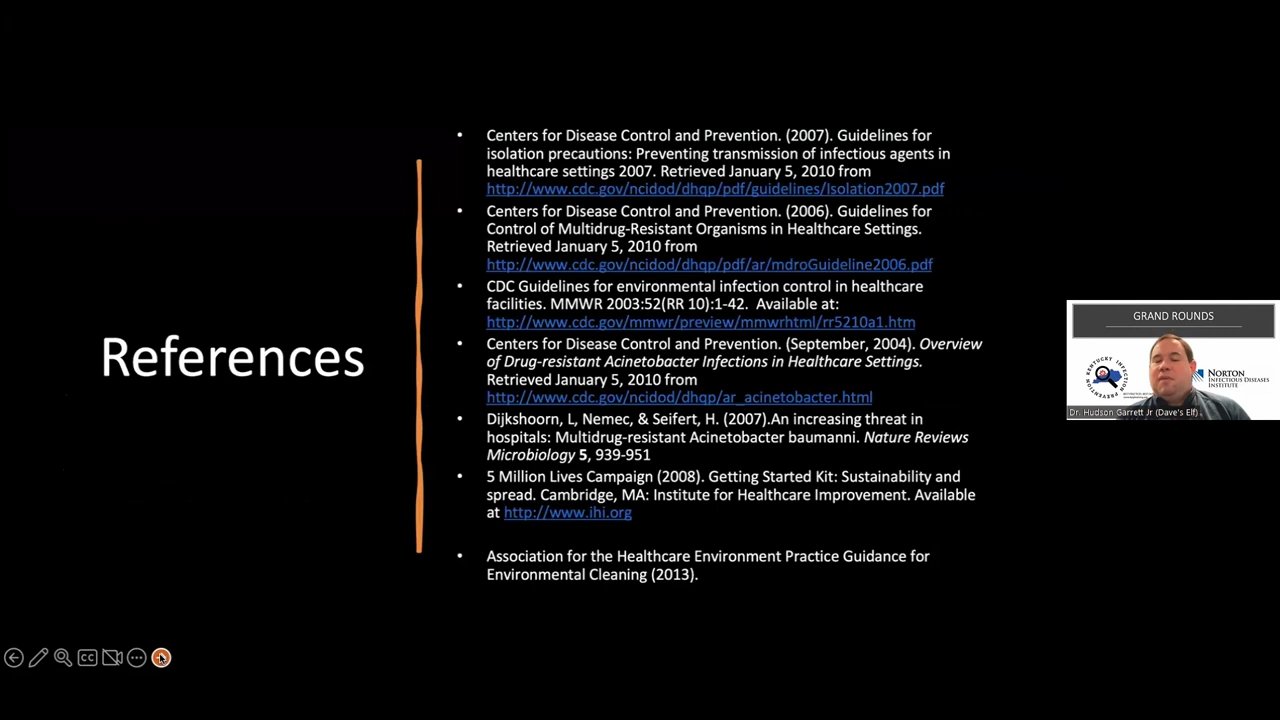 References
• Centers for Disease Control and Prevention. (2007). Guidelines for
isolation precautions: Preventing transmission of infectious agents in
healthcare settings 2007. Retrieved January 5, 2010 from
http://www.cdc.gov/ncidod/dhqp/pdf/guidelines/Isolation2007.pdf
• Centers for Disease Control and Prevention. (2006). Guidelines for
Control of Multidrug-Resistant Organisms in Healthcare Settings.
Retrieved January 5, 2010 from
http://www.cdc.gov/ncidod/dhqp/pdf/ar/mdroGuideline2006.pdf
• CDC Guidelines for environmental infection control in healthcare
facilities. MMWR 2003:52(RR 10):1-42. Available at:
http://www.cdc.gov/mmwr/preview/mmwrhtml/rr5210a1.htm
• Centers for Disease Control and Prevention. (September, 2004). Overview
of Drug-resistant Acinetobacter Infections in Healthcare Settings.
Retrieved January 5, 2010 from
http://www.cdc.gov/ncidod/dhqp/ar_acinetobacter.html
• Dijkshoorn, L, Nemec, & Seifert, H. (2007).An increasing threat in
hospitals: Multidrug-resistant Acinetobacter baumanni. Nature Reviews
Microbiology 5, 939-951
• 5 Million Lives Campaign (2008). Getting Started Kit: Sustainability and
spread. Cambridge, MA: Institute for Healthcare Improvement. Available
at http://www.ihi.org
• Association for the Healthcare Environment Practice Guidance for
Environmental Cleaning (2013).
GRAND ROUNDS
KENTUCKY INFECTION PREVENTION
NORTON
INFECTIOUS DISEASES
INSTITUTE
Dr. Hudson Garrett Jr (Dave's Elf)
CC